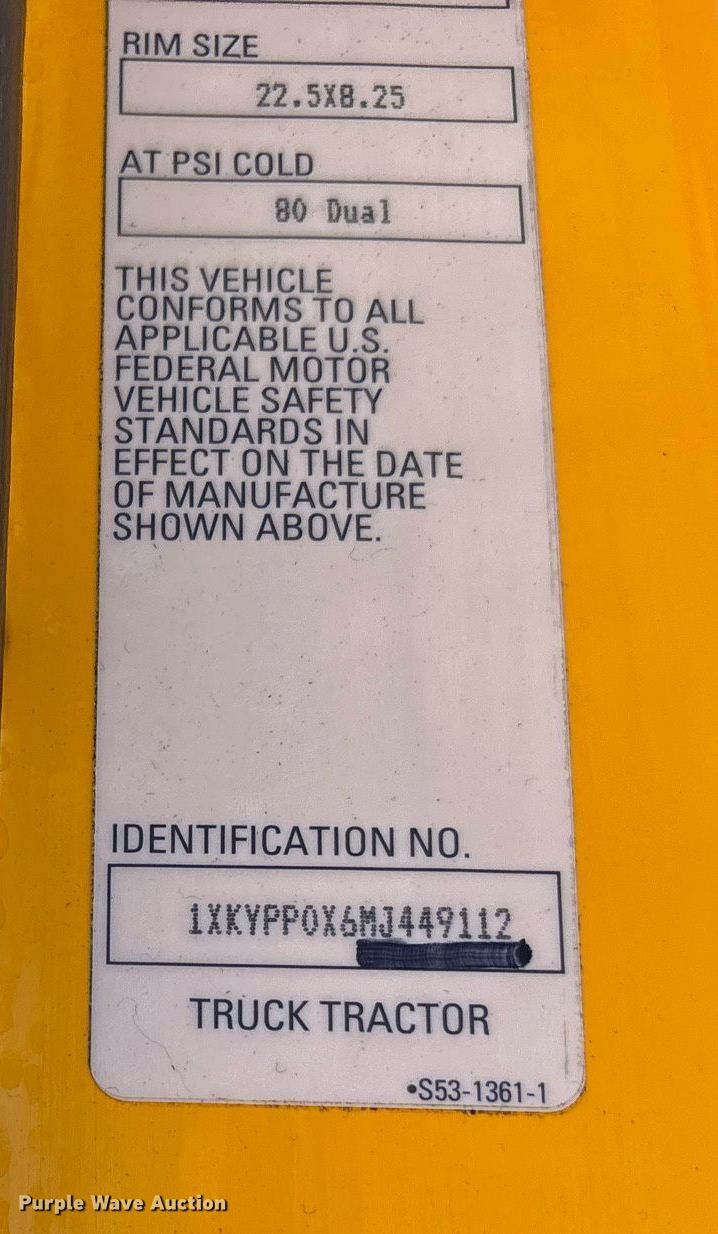 RIM SIZE
22.5X8.25
AT PSI COLD
80 Dual
THIS VEHICLE
CONFORMS TO ALL
APPLICABLE U.S.
FEDERAL MOTOR
VEHICLE SAFETY
STANDARDS IN
EFFECT ON THE DATE
OF MANUFACTURE
SHOWN ABOVE.
IDENTIFICATION NO.
1XKYPP0X6MJ449112
TRUCK TRACTOR
•S53-1361-1
Purple Wave Auction